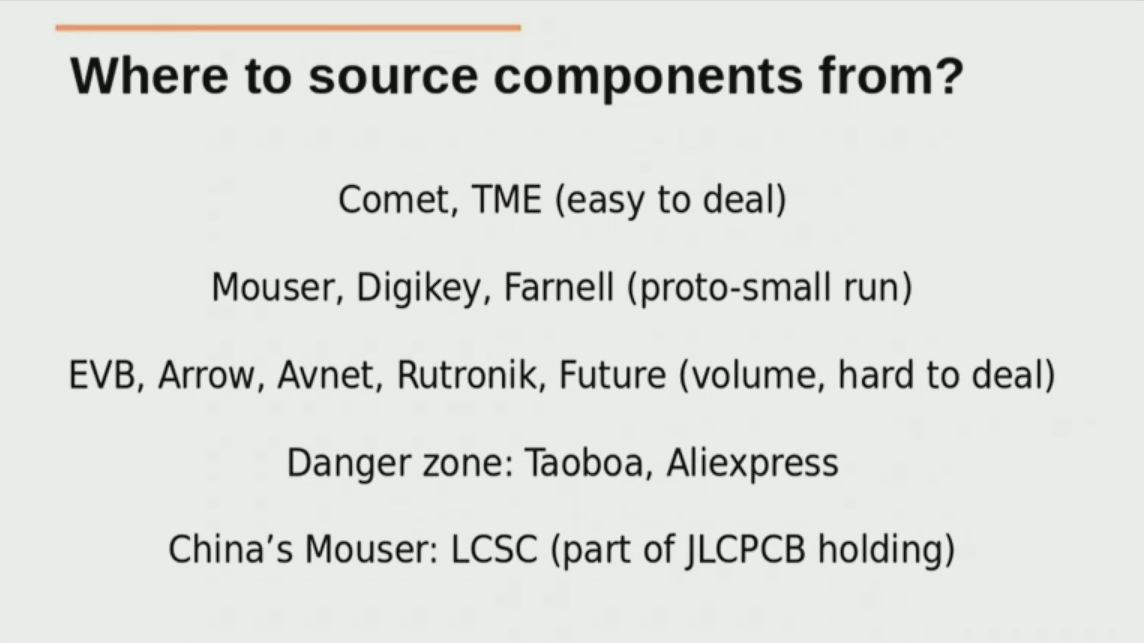 Where to source components from?
Comet, TME (easy to deal)
Mouser, Digikey, Farnell (proto-small run)
EVB, Arrow, Avnet, Rutronik, Future (volume, hard to deal)
Danger zone: Taoboa, Aliexpress
China’s Mouser: LCSC (part of JLCPCB holding)